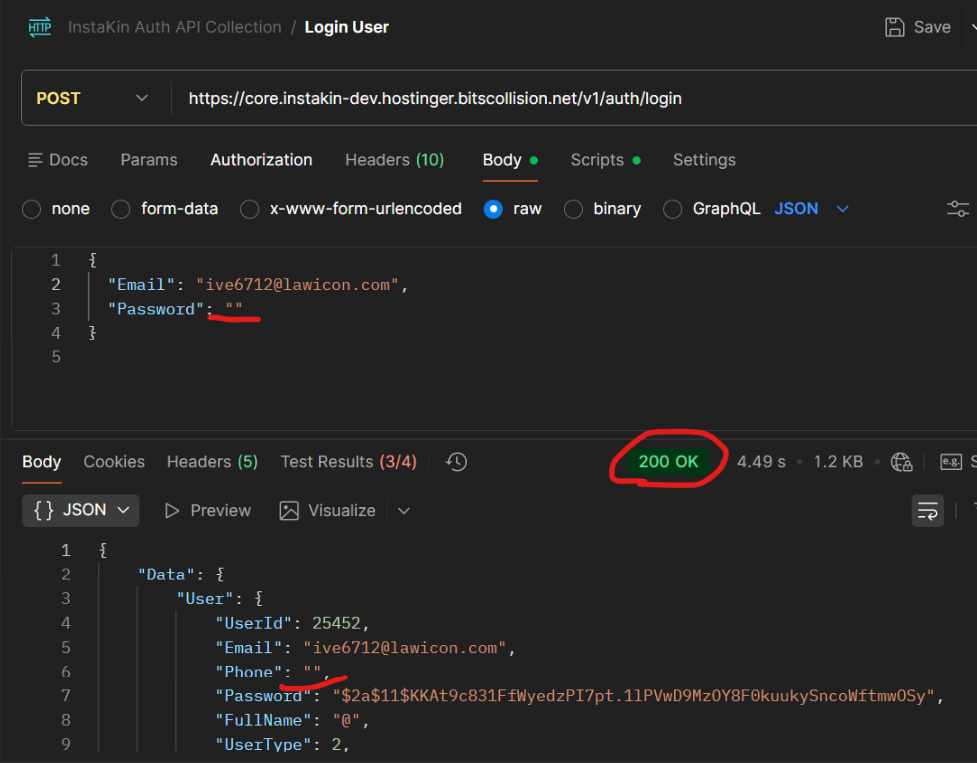 HTTP InstaKin Auth API Collection / Login User Save
POST https://core.instakin-dev.hostinger.bitscollision.net/v1/auth/login
Docs Params Authorization Headers (10) Body Scripts Settings
none form-data x-www-form-urlencoded raw binary GraphQL JSON
1 {
2 "Email": "ive6712@lawicon.com",
3 "Password": ""
4 }
5
Body Cookies Headers (5) Test Results (3/4) 200 OK 4.49 s 1.2 KB e.g. S
{} JSON Preview Visualize
1 {
2 "Data": {
3 "User": {
4 "UserId": 25452,
5 "Email": "ive6712@lawicon.com",
6 "Phone": "",
7 "Password": "$2a$11$KKAt9c831FfWyedzPI7pt.1lPVwD9MzOY8F0kuukySncoWftmwOSy",
8 "FullName": "@",
9 "UserType": 2,